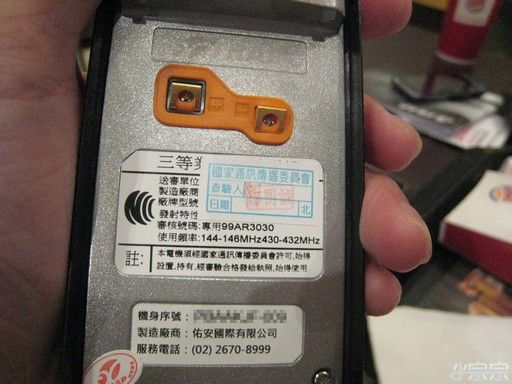 三等業
送審單位
製造廠商
廠牌型號
發射特性
審核號碼:專用99AR3030
使用頻率:144-146MHz430-432MHz
註:
本電機須經國家通訊傳播委員會許可,始得
設置,持有,經審驗合格發給執照,始得使用
國家通訊傳播委員會
查驗人
日期
北
機身序號:
製造廠商:佑安國際有限公司
服務電話:(02) 2670-8999
小宗宗